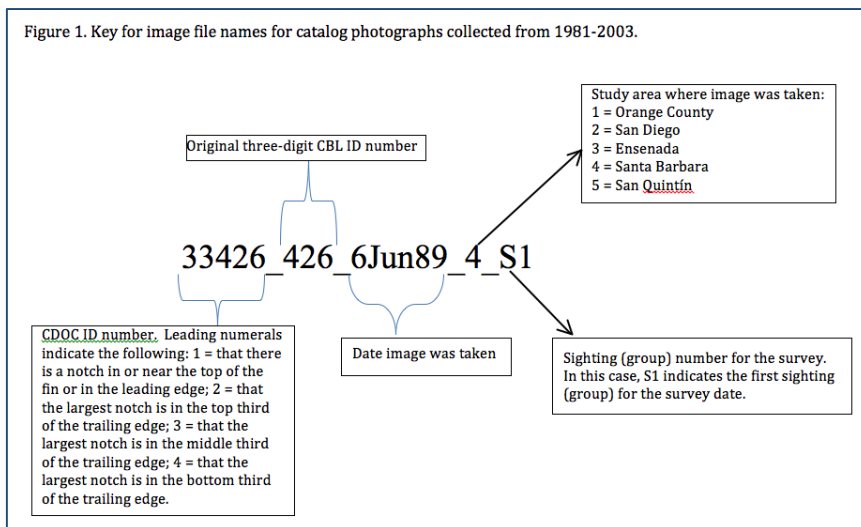 Figure 1. Key for image file names for catalog photographs collected from 1981-2003.
Study area where image was taken:
1 = Orange County
2 = San Diego
3 = Ensenada
4 = Santa Barbara
5 = San Quintín
Original three-digit CBL ID number
33426_426_6Jun89_4_S1
CDOC ID number. Leading numerals
indicate the following: 1 = that there
is a notch in or near the top of the
fin or in the leading edge; 2 = that
the largest notch is in the top third
of the trailing edge; 3 = that the
largest notch is in the middle third
of the trailing edge; 4 = that the
largest notch is in the bottom third
of the trailing edge.
Date image was taken
Sighting (group) number for the survey.
In this case, S1 indicates the first sighting
(group) for the survey date.